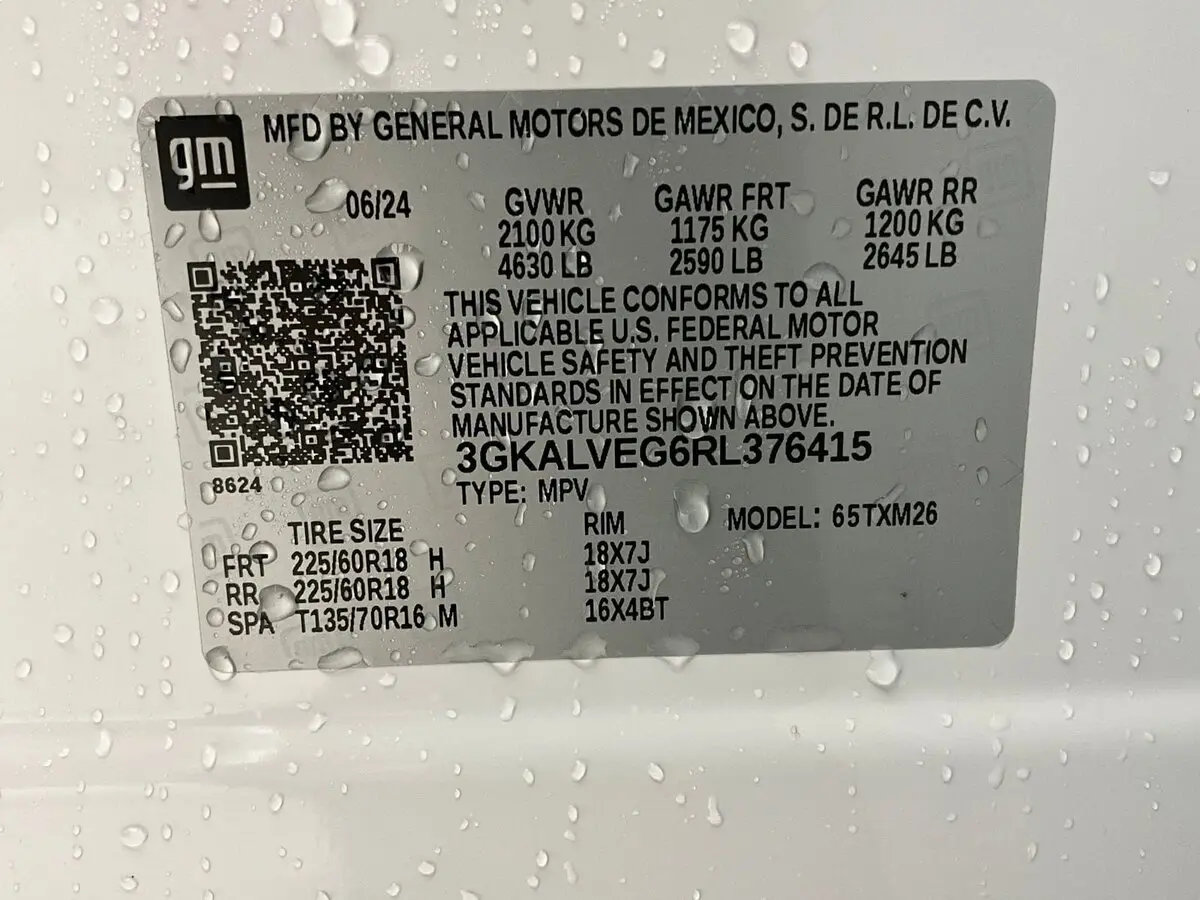 gm
MFD BY GENERAL MOTORS DE MEXICO, S. DE R.L. DE C.V.
06/24 GVWR GAWR FRT GAWR RR
2100 KG 1175 KG 1200 KG
4630 LB 2590 LB 2645 LB
THIS VEHICLE CONFORMS TO ALL
APPLICABLE U.S. FEDERAL MOTOR
VEHICLE SAFETY AND THEFT PREVENTION
STANDARDS IN EFFECT ON THE DATE OF
MANUFACTURE SHOWN ABOVE.
3GKALVEG6RL376415
8624
TYPE: MPV
MODEL: 65TXM26
TIRE SIZE RIM
FRT 225/60R18 H 18X7J
RR 225/60R18 H 18X7J
SPA T135/70R16 M 16X4BT